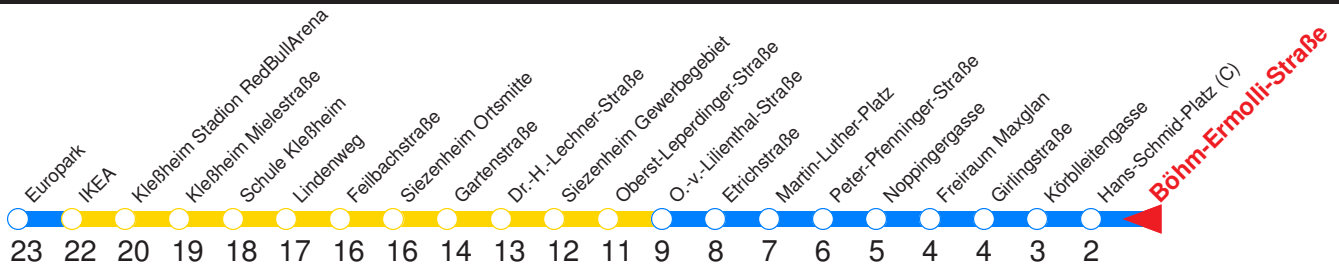 Europark
IKEA
Kleßheim Stadion RedBullArena
Kleßheim Mielestraße
Schule Kleßheim
Lindenweg
Feilbachstraße
Siezenheim Ortsmitte
Gartenstraße
Dr.-H.-Lechner-Straße
Siezenheim Gewerbegebiet
Oberst-Leperdinger-Straße
O.-v.-Lilienthal-Straße
Etrichstraße
Martin-Luther-Platz
Peter-Pfenninger-Straße
Noppingergasse
Freiraum Maxglan
Girlingstraße
Körblleitengasse
Hans-Schmid-Platz (C)
Böhm-Ermolli-Straße
23 22 20 19 18 17 16 16 14 13 12 11 9 8 7 6 5 4 4 3 2